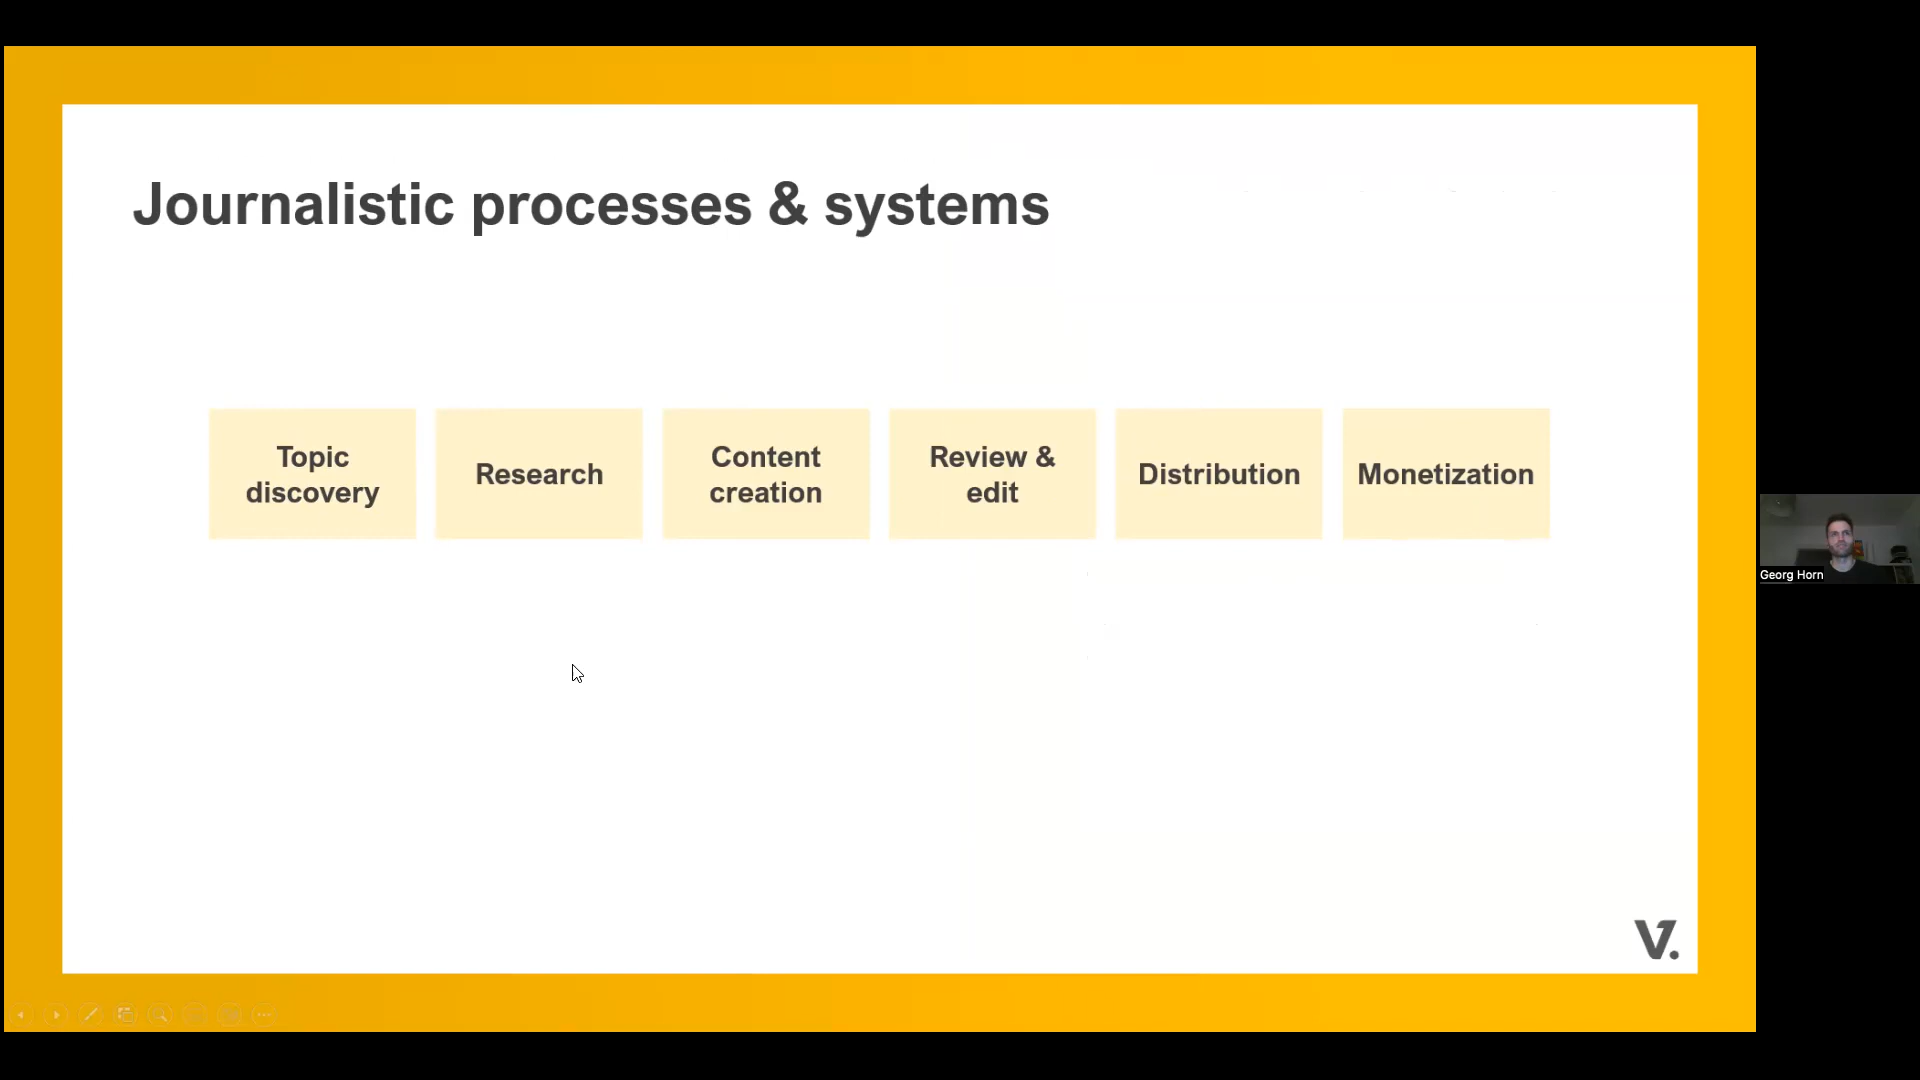 Journalistic processes & systems
Topic
discovery
Research
Content
creation
Review &
edit
Distribution
Monetization
Georg Horn
V.